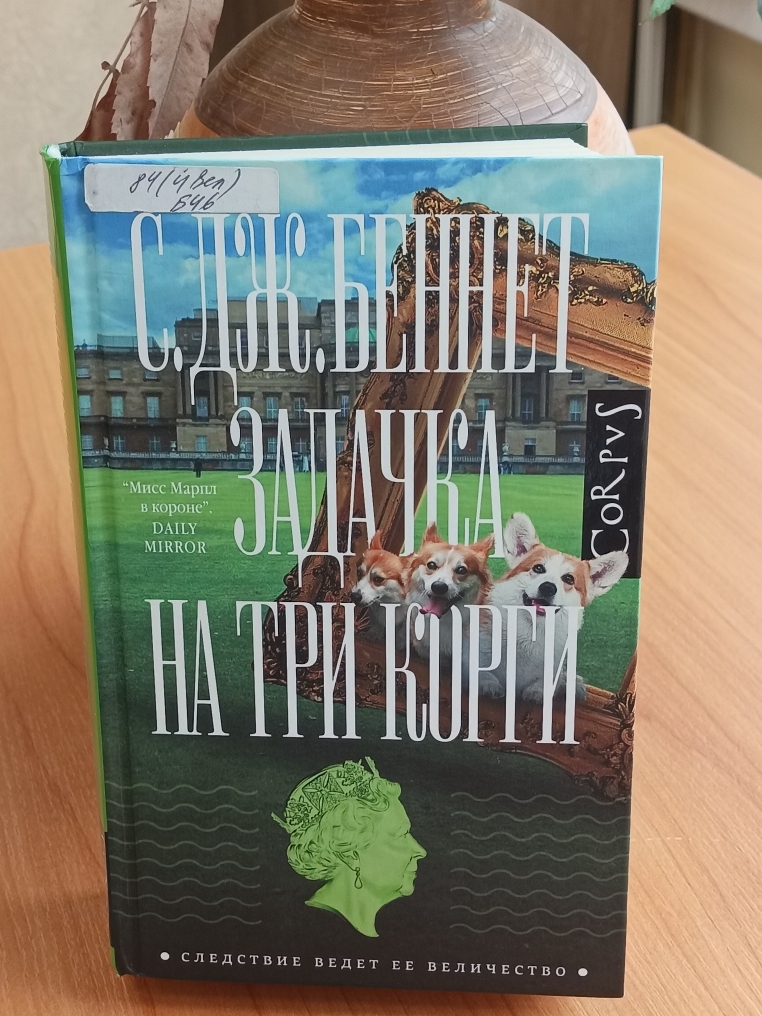 84(4Вел)
Б46
С.ДЖ.БЕННЕТ
ЗАДАЧКА
НА ТРИ КОРГИ
“Мисс Марпл
в короне”.
DAILY
MIRROR
CORPVS
• СЛЕДСТВИЕ ВЕДЕТ ЕЕ ВЕЛИЧЕСТВО •